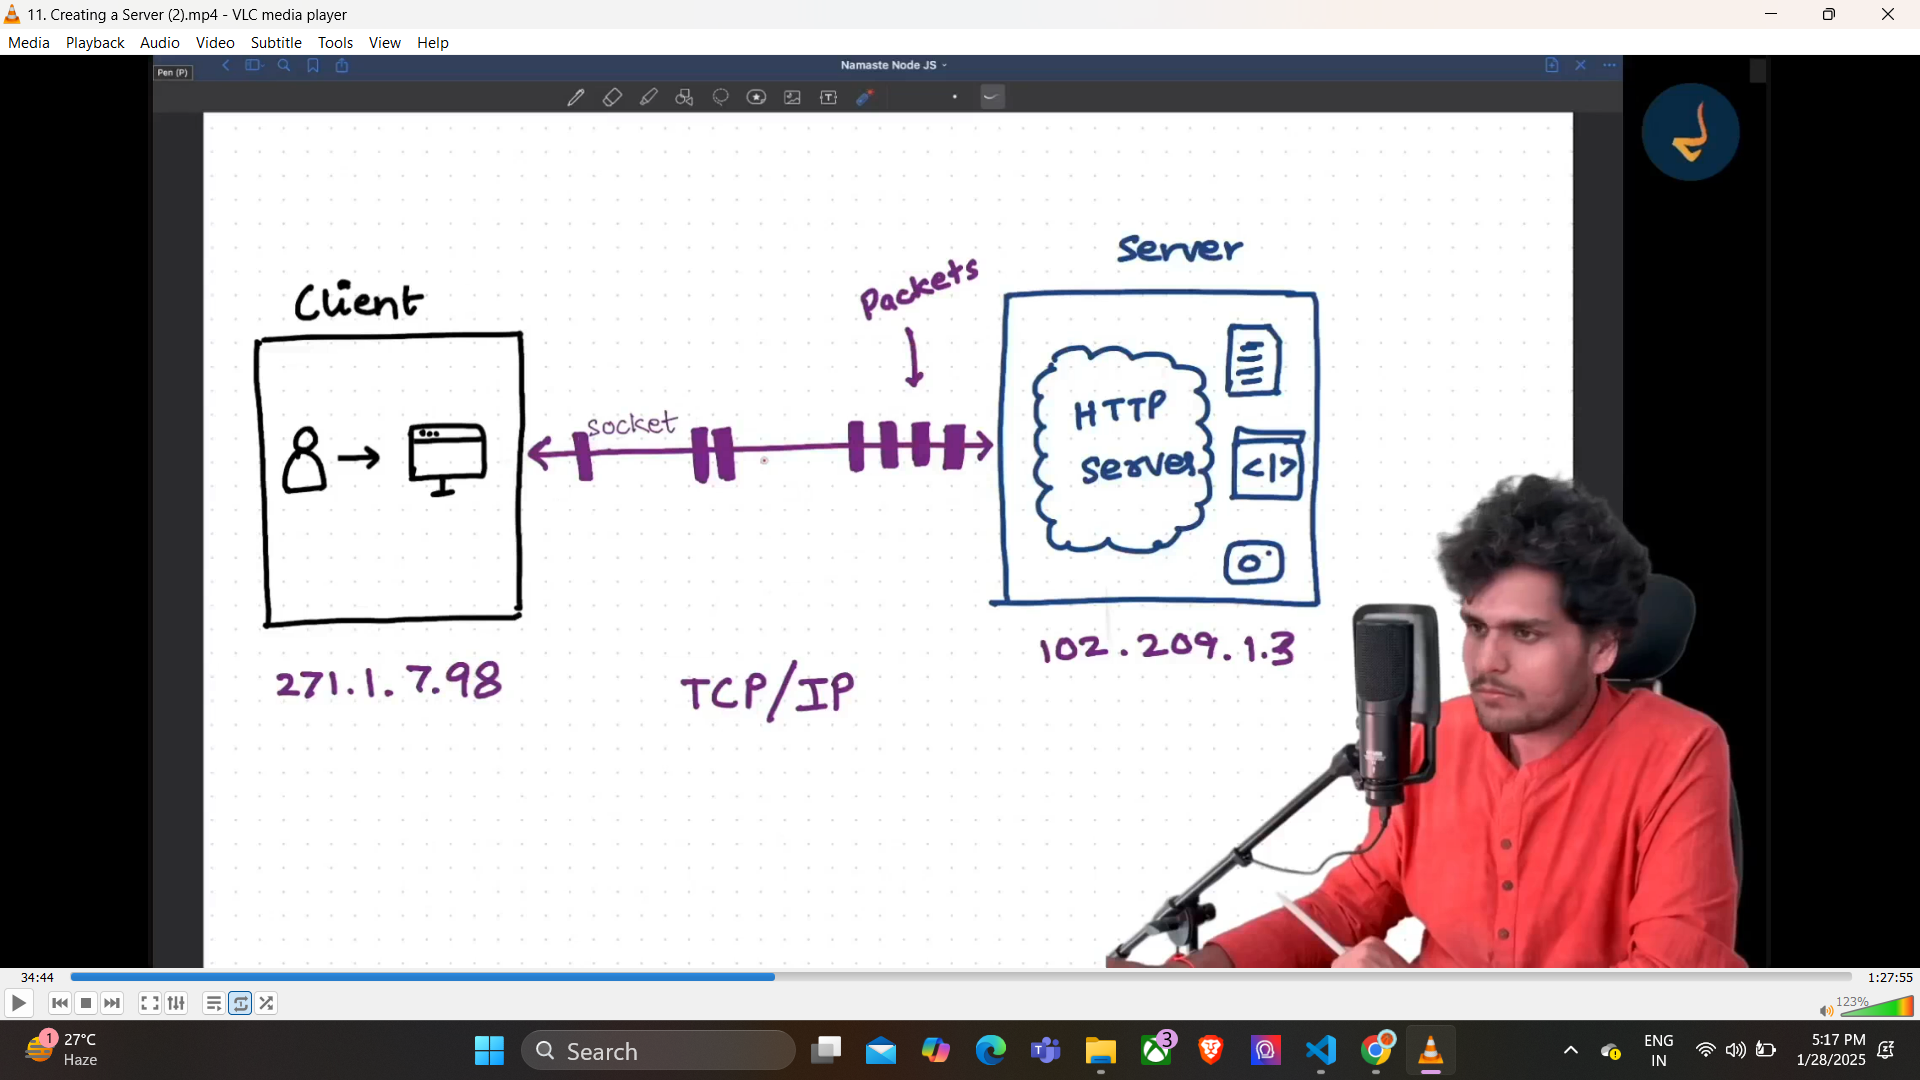 11. Creating a Server (2).mp4 - VLC media player
Media Playback Audio Video Subtitle Tools View Help
Pen (P)
Namaste Node JS
Server
Packets
Client
socket
HTTP
server
</>
271.1.7.98
TCP/IP
102.209.1.3
34:44
1:27:55
123%
1
27°C
Haze
Search
3
ENG
IN
5:17 PM
1/28/2025